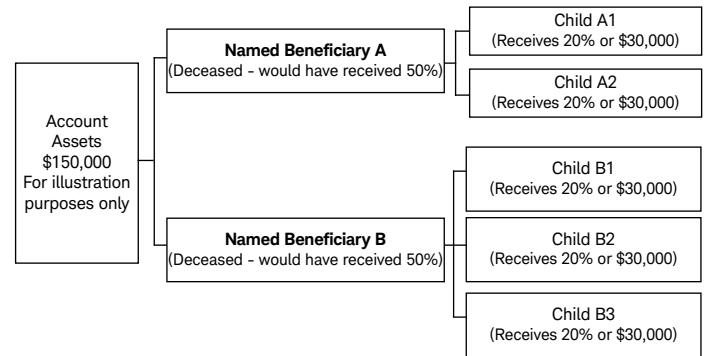 Account
Assets
$150,000
For illustration
purposes only
Named Beneficiary A
(Deceased - would have received 50%)
Child A1
(Receives 20% or $30,000)
Child A2
(Receives 20% or $30,000)
Named Beneficiary B
(Deceased - would have received 50%)
Child B1
(Receives 20% or $30,000)
Child B2
(Receives 20% or $30,000)
Child B3
(Receives 20% or $30,000)